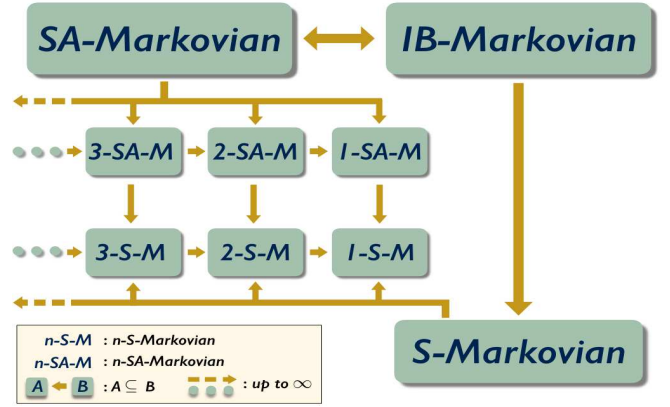 SA-Markovian
IB-Markovian
3-SA-M
2-SA-M
1-SA-M
3-S-M
2-S-M
1-S-M
S-Markovian
n-S-M : n-S-Markovian
n-SA-M : n-SA-Markovian
A B : A ⊆ B
: up to ∞